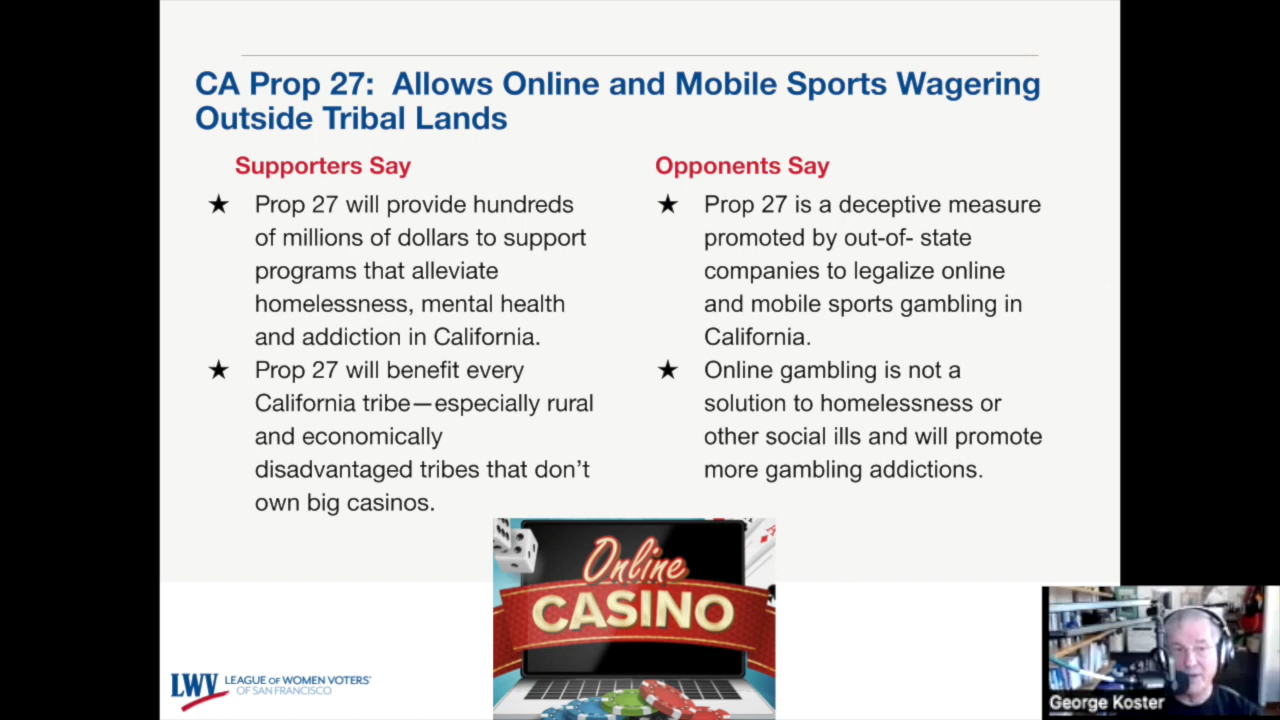 CA Prop 27: Allows Online and Mobile Sports Wagering
Outside Tribal Lands
Supporters Say
★ Prop 27 will provide hundreds
of millions of dollars to support
programs that alleviate
homelessness, mental health
and addiction in California.
★ Prop 27 will benefit every
California tribe—especially rural
and economically
disadvantaged tribes that don’t
own big casinos.
Opponents Say
★ Prop 27 is a deceptive measure
promoted by out-of- state
companies to legalize online
and mobile sports gambling in
California.
★ Online gambling is not a
solution to homelessness or
other social ills and will promote
more gambling addictions.
Online
CASINO
LWV LEAGUE OF WOMEN VOTERS®
OF SAN FRANCISCO
George Koster